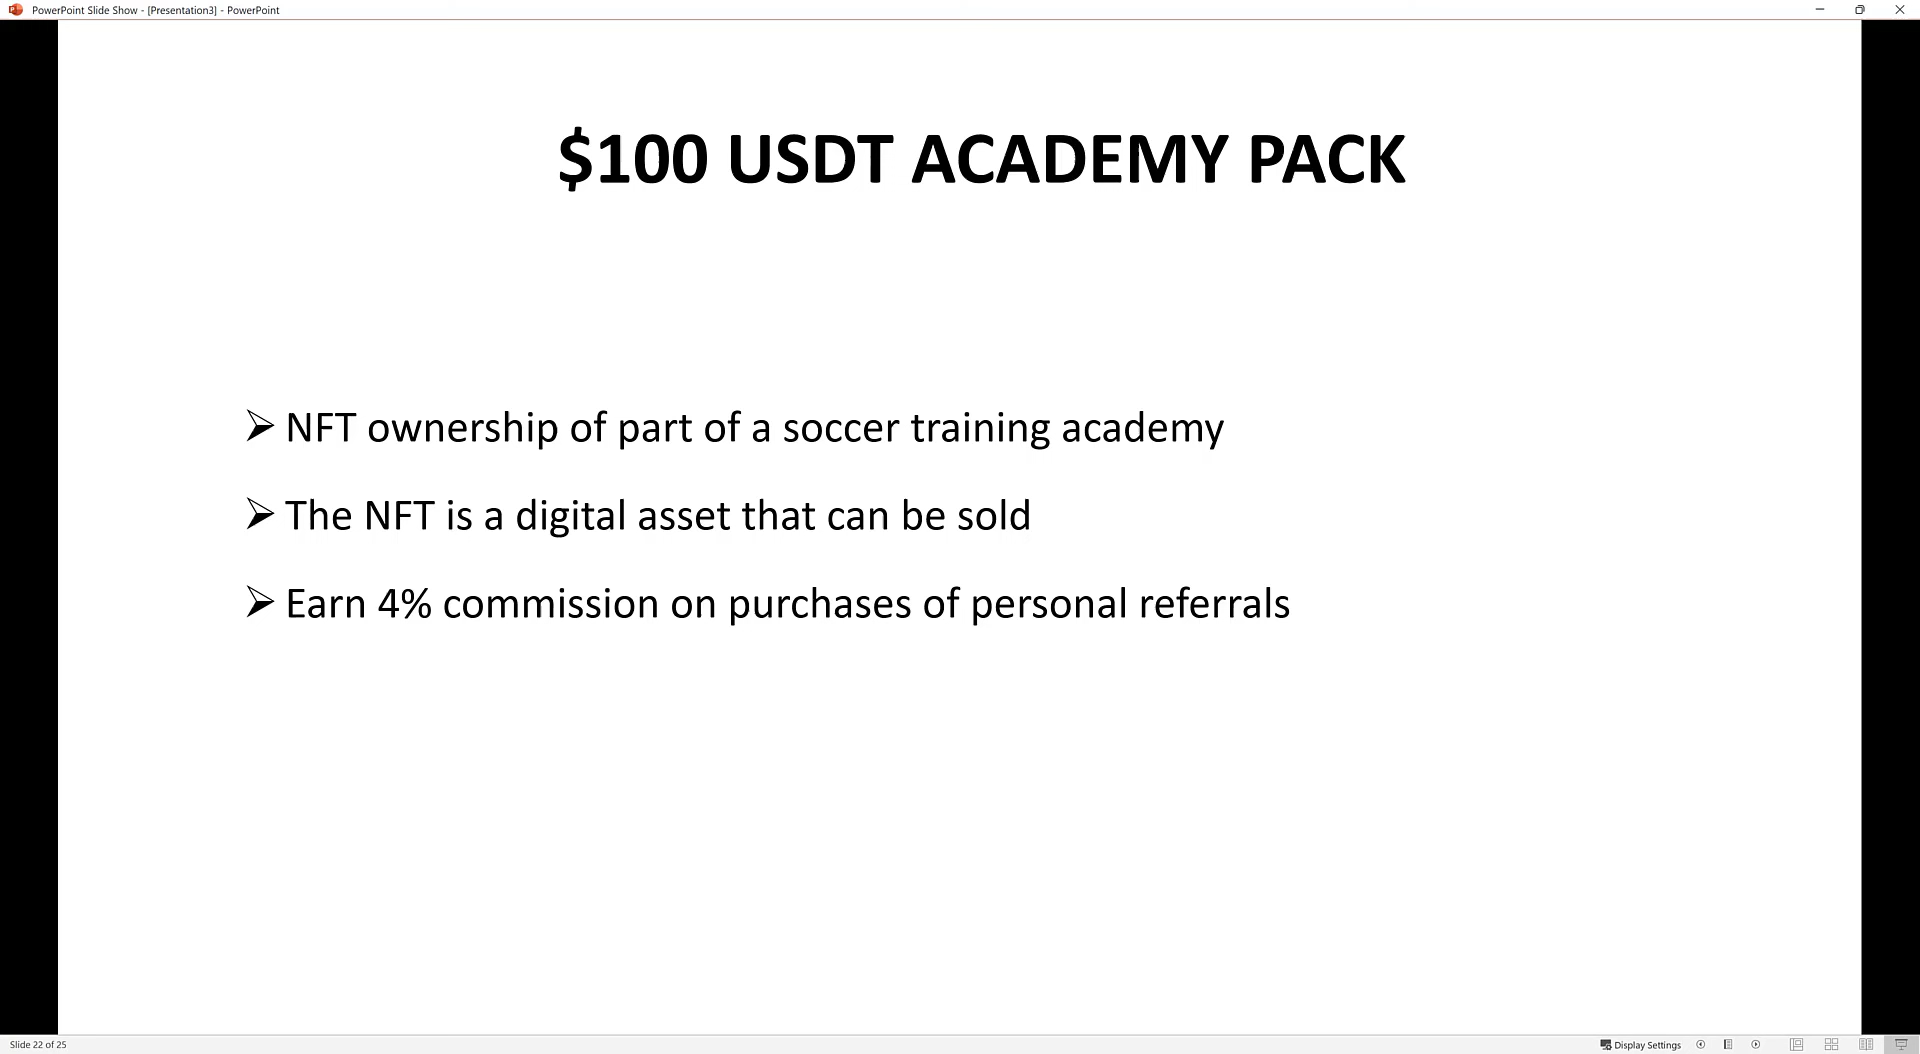 PowerPoint Slide Show - [Presentation3] - PowerPoint
$100 USDT ACADEMY PACK
NFT ownership of part of a soccer training academy
The NFT is a digital asset that can be sold
Earn 4% commission on purchases of personal referrals
Slide 22 of 25
Display Settings